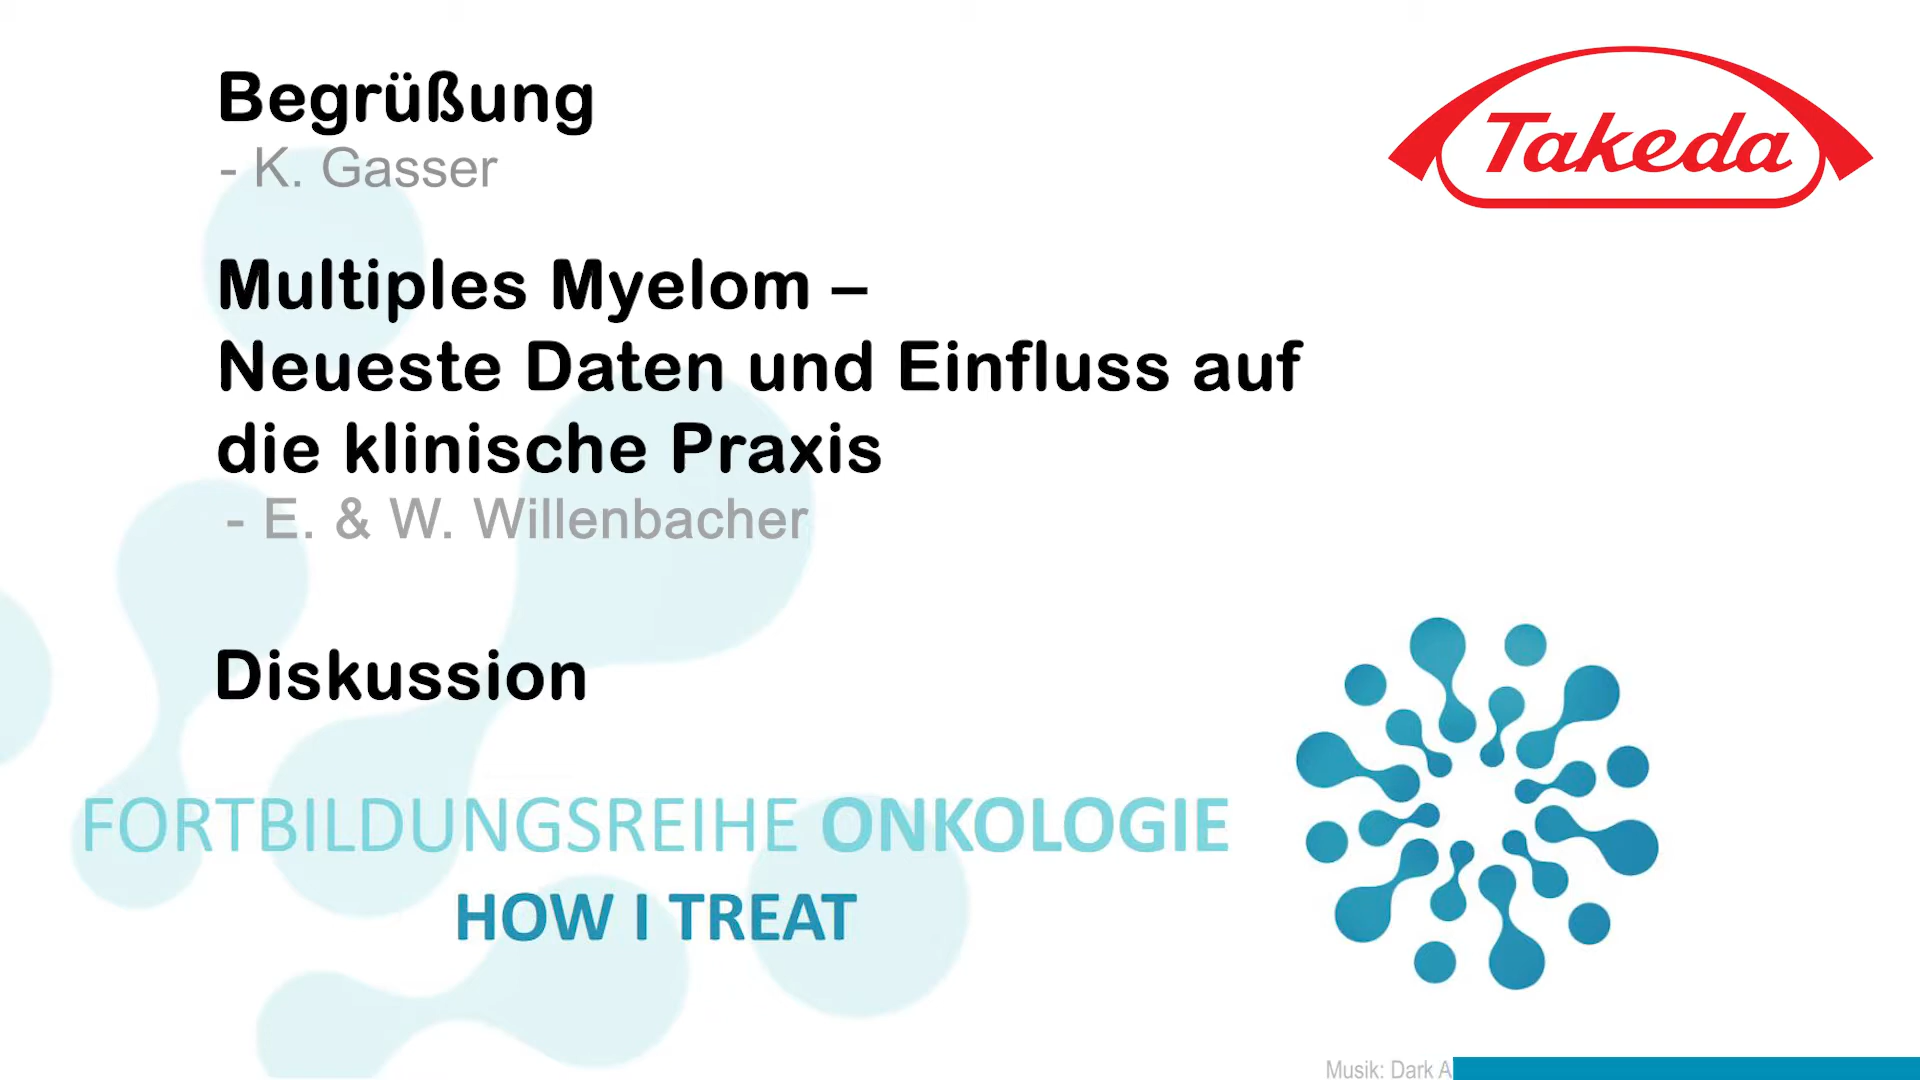 Begrüßung
- K. Gasser
Takeda
Multiples Myelom –
Neueste Daten und Einfluss auf
die klinische Praxis
- E. & W. Willenbacher
Diskussion
FORTBILDUNGSREIHE ONKOLOGIE
HOW I TREAT
Musik: Dark A